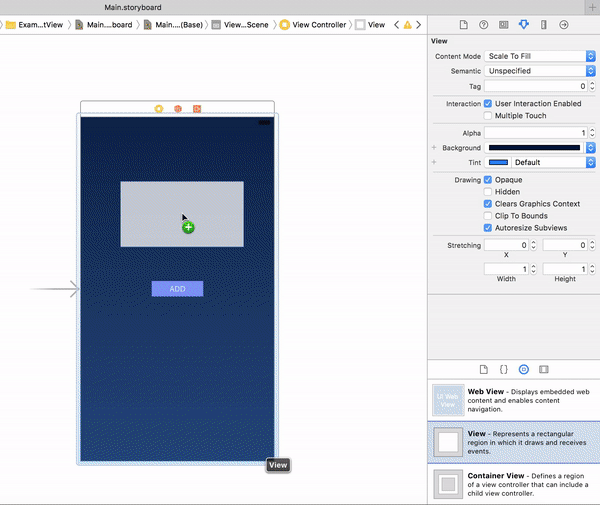 Main.storyboard
Exam...tView
Main....board
Main....(Base)
View...Scene
View Controller
View
View
Content Mode
Scale To Fill
Semantic
Unspecified
Tag
0
Interaction
User Interaction Enabled
Multiple Touch
Alpha
1
Background
Tint
Default
Drawing
Opaque
Hidden
Clears Graphics Context
Clip To Bounds
Autoresize Subviews
Stretching
0
0
X
Y
1
1
Width
Height
ADD
View
UI Web
View
Web View - Displays embedded web
content and enables content
navigation.
View - Represents a rectangular
region in which it draws and receives
events.
Container View - Defines a region
of a view controller that can include a
child view controller.